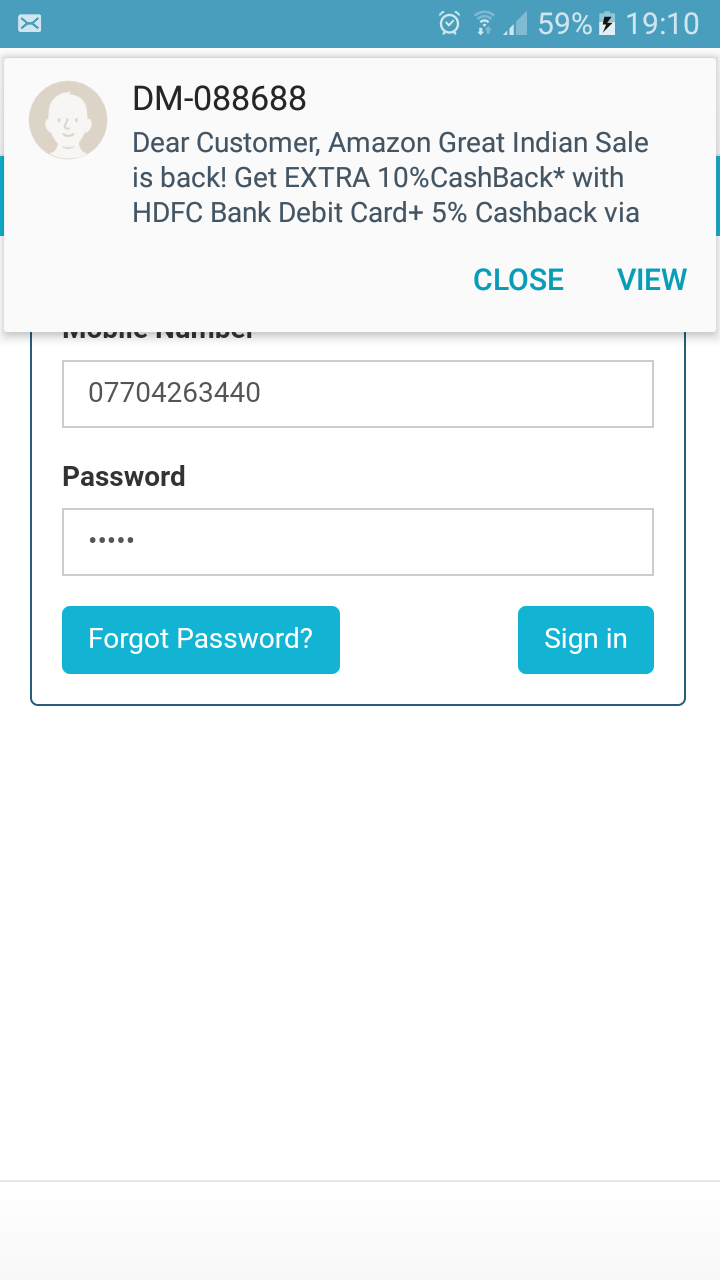 59% 19:10
DM-088688
Dear Customer, Amazon Great Indian Sale
is back! Get EXTRA 10%CashBack* with
HDFC Bank Debit Card+ 5% Cashback via
CLOSE VIEW
Mobile Number
07704263440
Password
•••••
Forgot Password? Sign in